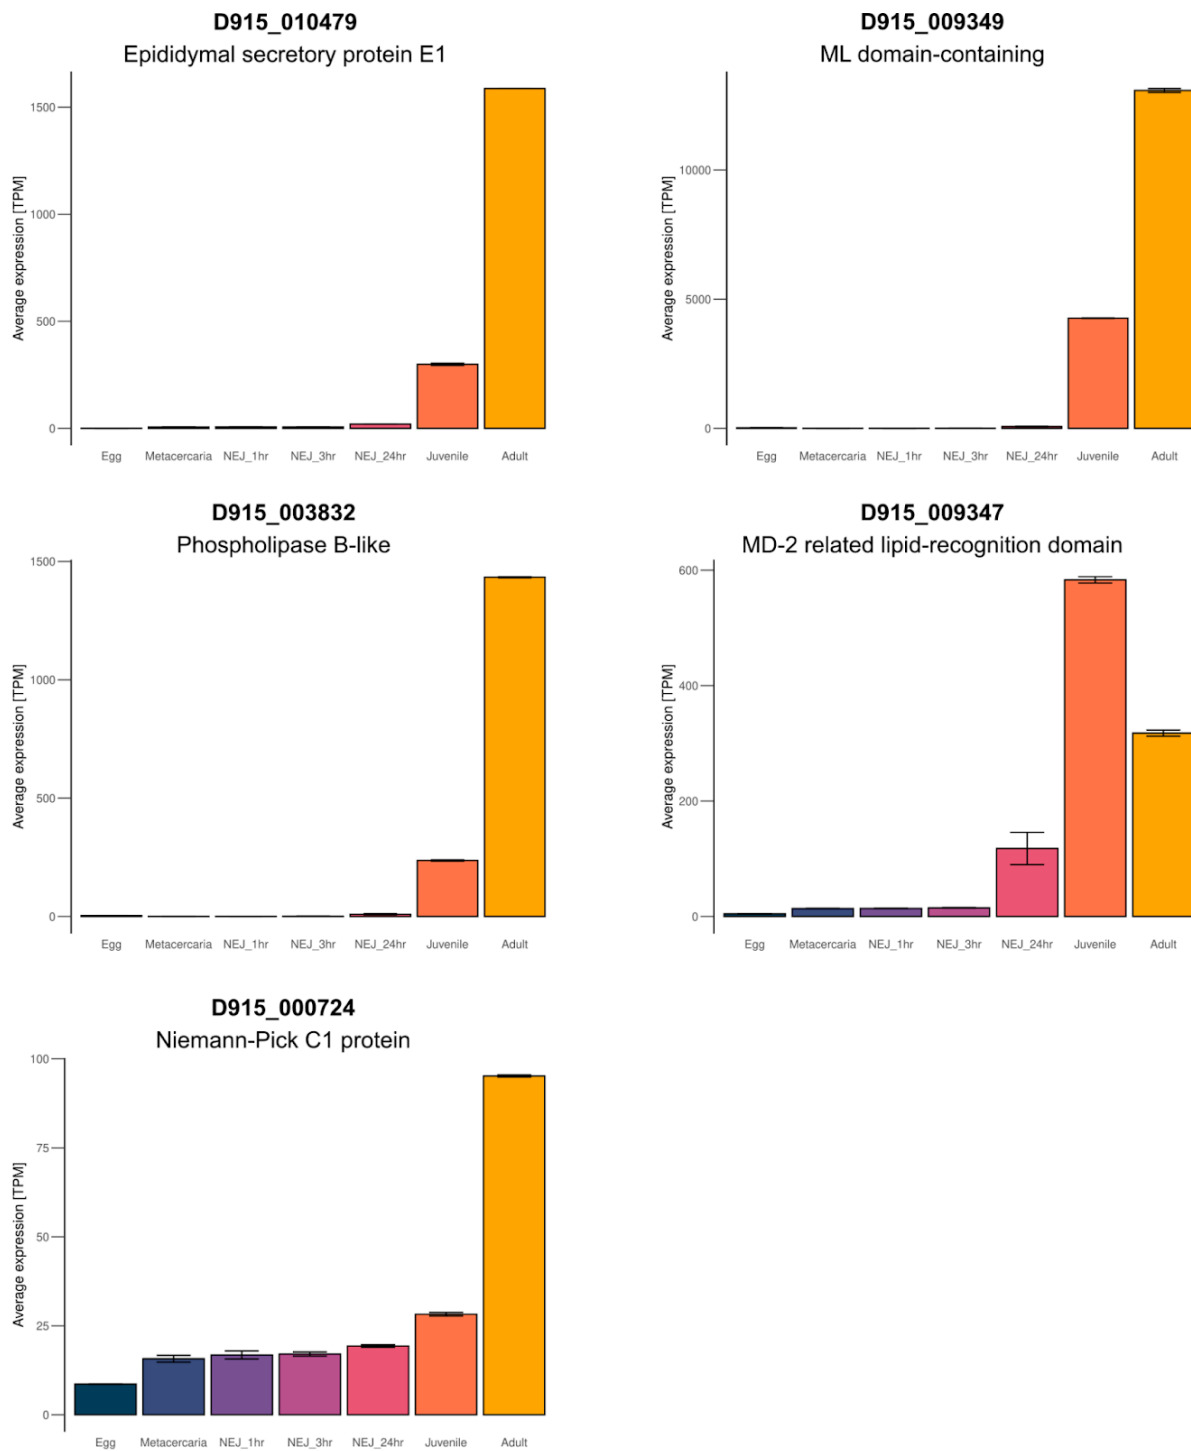 D915_010479
Epididymal secretory protein E1
Average expression [TPM]
1500
1000
500
0
Egg Metacercaria NEJ_1hr NEJ_3hr NEJ_24hr Juvenile Adult
D915_009349
ML domain-containing
Average expression [TPM]
10000
5000
0
Egg Metacercaria NEJ_1hr NEJ_3hr NEJ_24hr Juvenile Adult
D915_003832
Phospholipase B-like
Average expression [TPM]
1500
1000
500
0
Egg Metacercaria NEJ_1hr NEJ_3hr NEJ_24hr Juvenile Adult
D915_009347
MD-2 related lipid-recognition domain
Average expression [TPM]
600
400
200
0
Egg Metacercaria NEJ_1hr NEJ_3hr NEJ_24hr Juvenile Adult
D915_000724
Niemann-Pick C1 protein
Average expression [TPM]
100
75
50
25
0
Egg Metacercaria NEJ_1hr NEJ_3hr NEJ_24hr Juvenile Adult